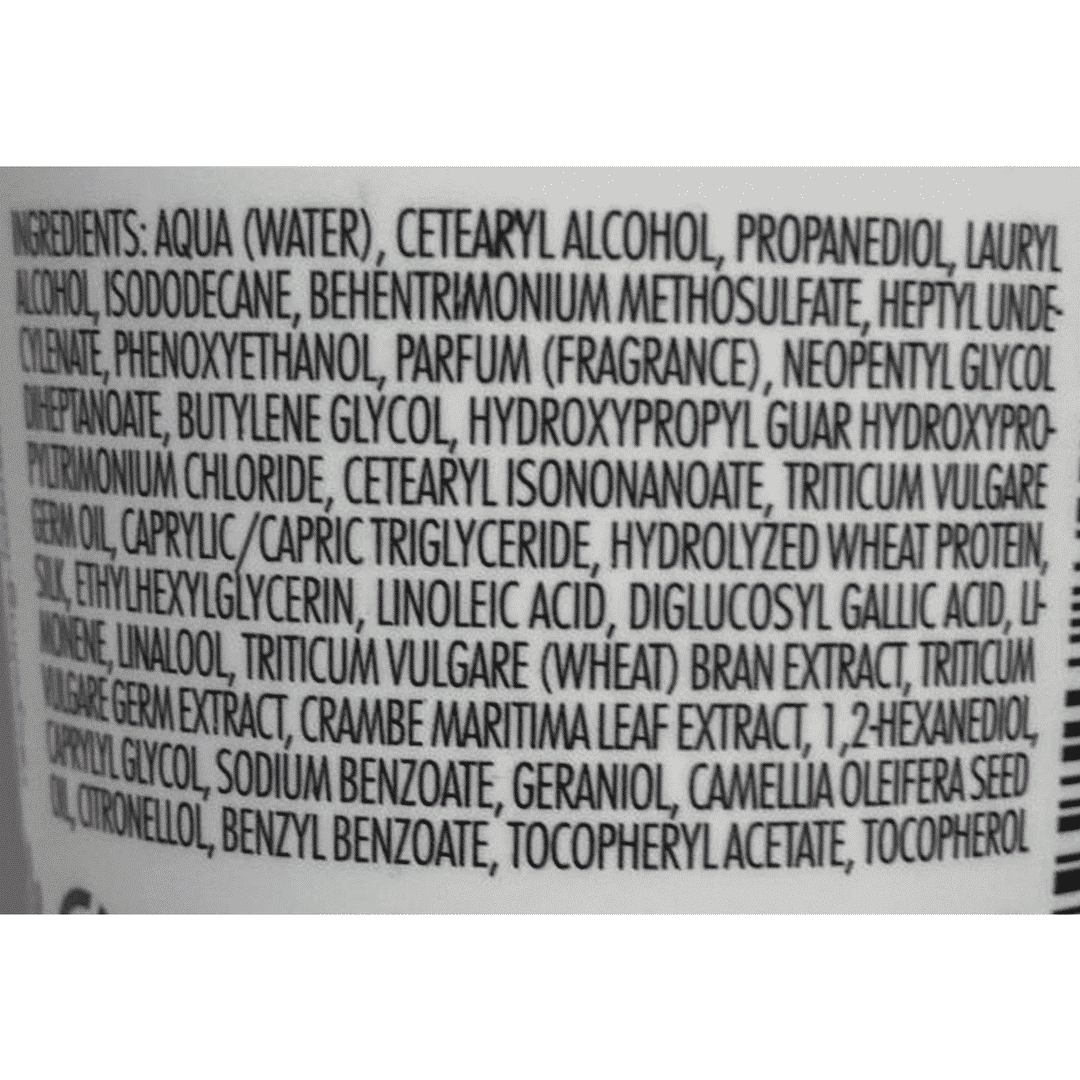 INGREDIENTS: AQUA (WATER), CETEARYL ALCOHOL, PROPANEDIOL, LAURYL
ALCOHOL, ISODODECANE, BEHENTRIMONIUM METHOSULFATE, HEPTYL UNDE-
CYLENATE, PHENOXYETHANOL, PARFUM (FRAGRANCE), NEOPENTYL GLYCOL
DIHEPTANOATE, BUTYLENE GLYCOL, HYDROXYPROPYL GUAR HYDROXYPRO-
PYLTRIMONIUM CHLORIDE, CETEARYL ISONONANOATE, TRITICUM VULGARE
GERM OIL, CAPRYLIC/CAPRIC TRIGLYCERIDE, HYDROLYZED WHEAT PROTEIN,
SILK, ETHYLHEXYLGLYCERIN, LINOLEIC ACID, DIGLUCOSYL GALLIC ACID, LI-
MONENE, LINALOOL, TRITICUM VULGARE (WHEAT) BRAN EXTRACT, TRITICUM
VULGARE GERM EXTRACT, CRAMBE MARITIMA LEAF EXTRACT, 1,2-HEXANEDIOL,
CAPRYLYL GLYCOL, SODIUM BENZOATE, GERANIOL, CAMELLIA OLEIFERA SEED
OIL, CITRONELLOL, BENZYL BENZOATE, TOCOPHERYL ACETATE, TOCOPHEROL